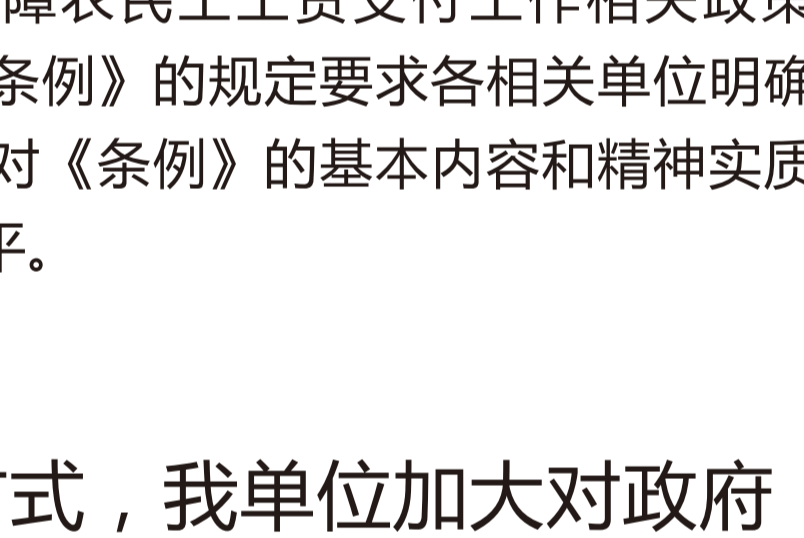 障农民工工资支付工作相关政策
条例》的规定要求各相关单位明确
对《条例》的基本内容和精神实质
平。
式，我单位加大对政府